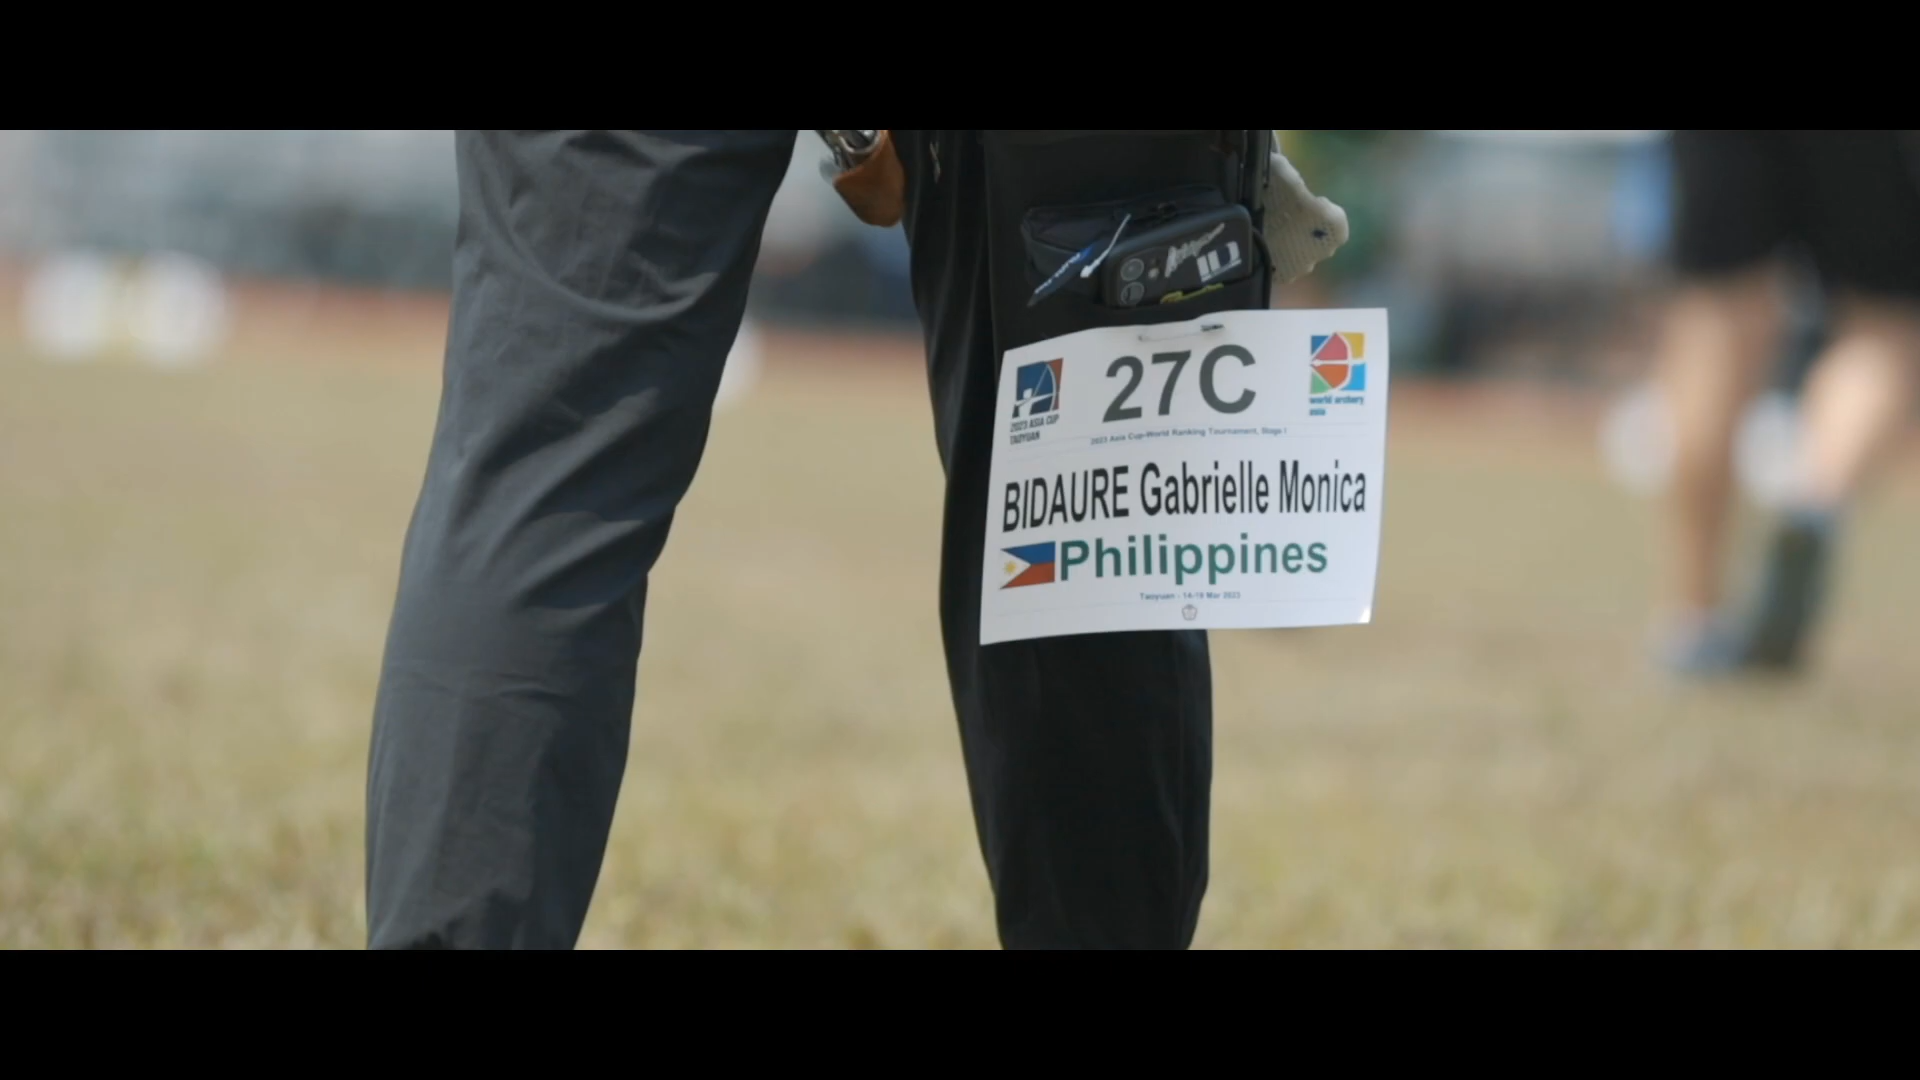 27C
2023 ASIA CUP
TAOYUAN
world archery
asia
2023 Asia Cup-World Ranking Tournament, Stage I
BIDAURE Gabrielle Monica
Philippines
Taoyuan - 14-19 Mar 2023
10